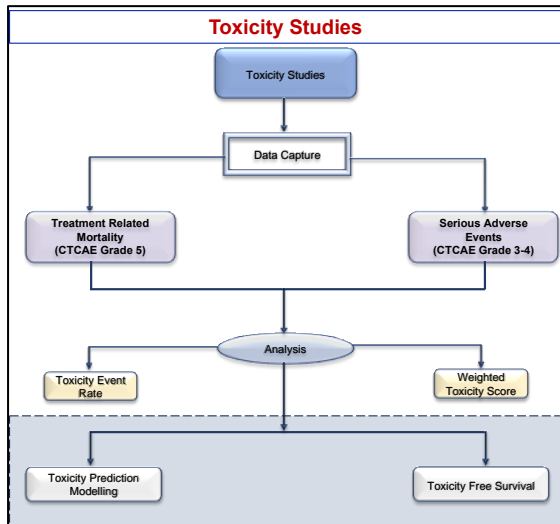 Toxicity Studies
Toxicity Studies
Data Capture
Treatment Related
Mortality
(CTCAE Grade 5)
Serious Adverse
Events
(CTCAE Grade 3-4)
Analysis
Toxicity Event
Rate
Weighted
Toxicity Score
Toxicity Prediction
Modelling
Toxicity Free Survival